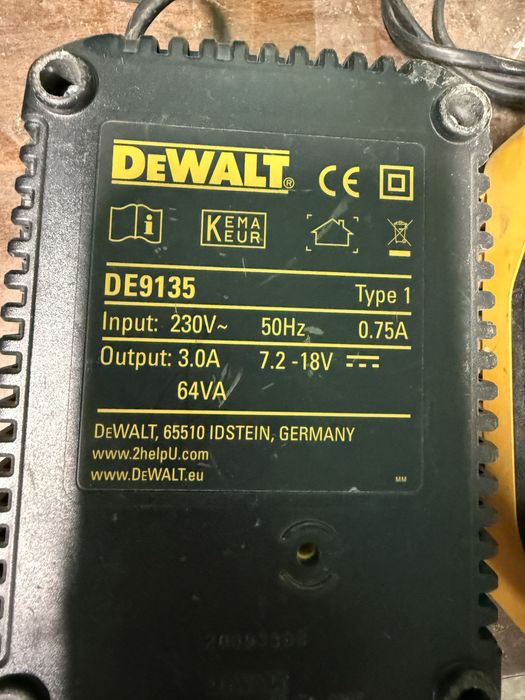 DEWALT®
CE
i
KEMA
KEUR
DE9135 Type 1
Input: 230V~ 50Hz 0.75A
Output: 3.0A 7.2 -18V
64VA
DEWALT, 65510 IDSTEIN, GERMANY
www.2helpU.com
www.DEWALT.eu
MM